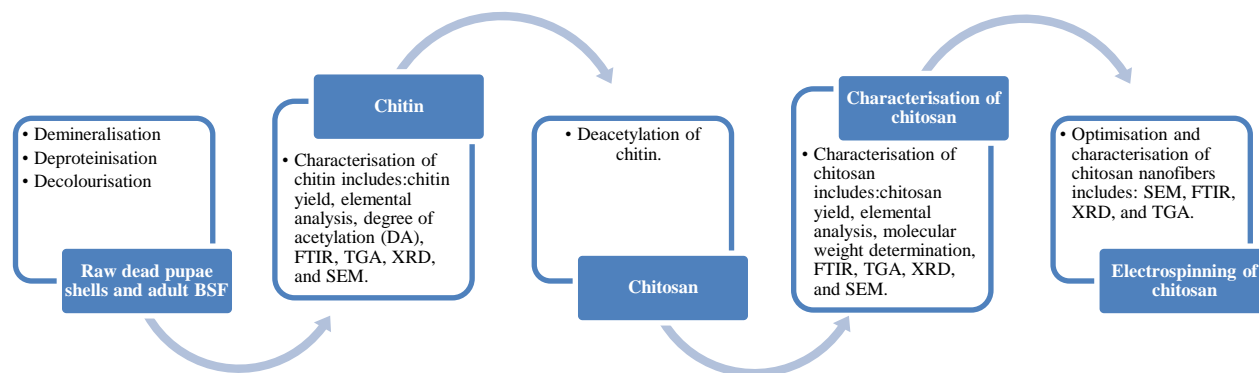 • Demineralisation
• Deproteinisation
• Decolourisation
Raw dead pupae
shells and adult BSF
Chitin
• Characterisation of
chitin includes:chitin
yield, elemental
analysis, degree of
acetylation (DA),
FTIR, TGA, XRD,
and SEM.
• Deacetylation of
chitin.
Chitosan
Characterisation of
chitosan
• Characterisation of
chitosan
includes:chitosan
yield, elemental
analysis, molecular
weight determination,
FTIR, TGA, XRD,
and SEM.
• Optimisation and
characterisation of
chitosan nanofibers
includes: SEM, FTIR,
XRD, and TGA.
Electrospinning of
chitosan